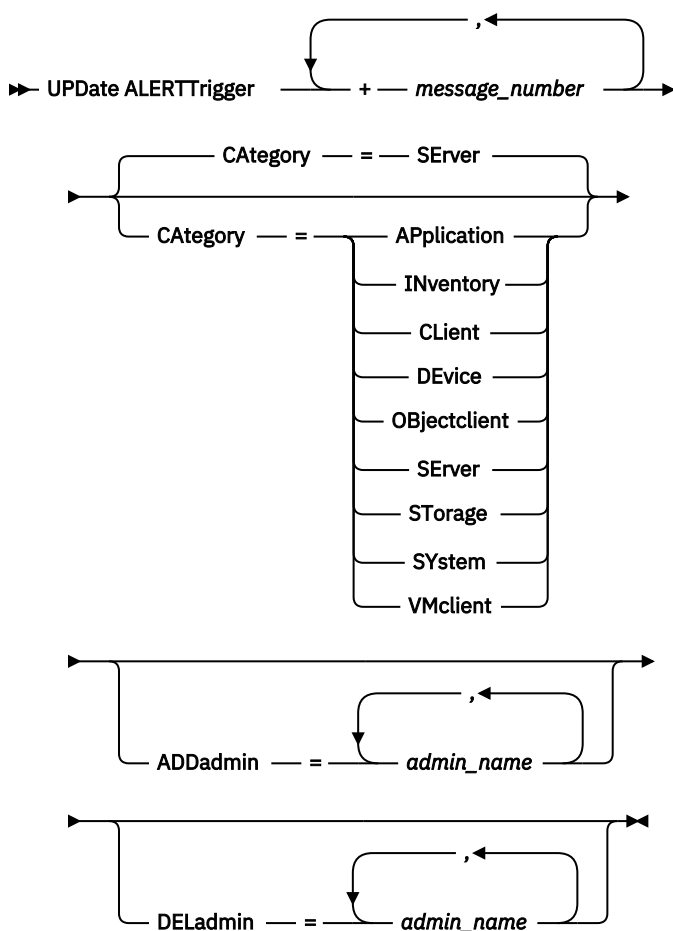 ,
UPDate ALERTTrigger + message_number
CAtegory = SErver
CAtegory = APplication
INventory
CLient
DEvice
OBjectclient
SErver
STorage
SYstem
VMclient
,
ADDadmin = admin_name
,
DELadmin = admin_name